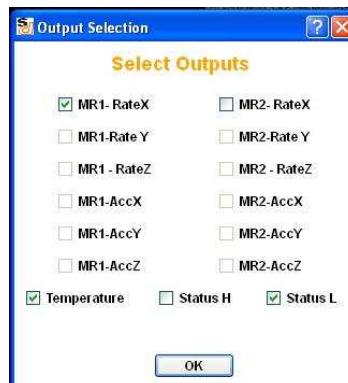 Output Selection
Select Outputs
MR1- RateX MR2- RateX
MR1-Rate Y MR2-Rate Y
MR1 - RateZ MR2 - RateZ
MR1-AccX MR2-AccX
MR1-AccY MR2-AccY
MR1-AccZ MR2-AccZ
Temperature Status H Status L
OK